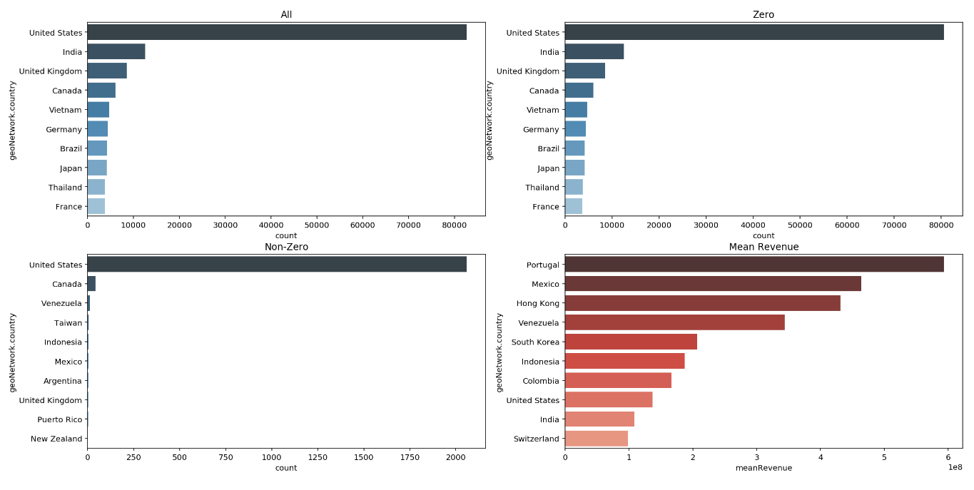 All
geoNetwork.country
United States
India
United Kingdom
Canada
Vietnam
Germany
Brazil
Japan
Thailand
France
0 10000 20000 30000 40000 50000 60000 70000 80000
count
Zero
geoNetwork.country
United States
India
United Kingdom
Canada
Vietnam
Germany
Brazil
Japan
Thailand
France
0 10000 20000 30000 40000 50000 60000 70000 80000
count
Non-Zero
geoNetwork.country
United States
Canada
Venezuela
Taiwan
Indonesia
Mexico
Argentina
United Kingdom
Puerto Rico
New Zealand
0 250 500 750 1000 1250 1500 1750 2000
count
Mean Revenue
geoNetwork.country
Portugal
Mexico
Hong Kong
Venezuela
South Korea
Indonesia
Colombia
United States
India
Switzerland
0 1 2 3 4 5 6
1e8
meanRevenue